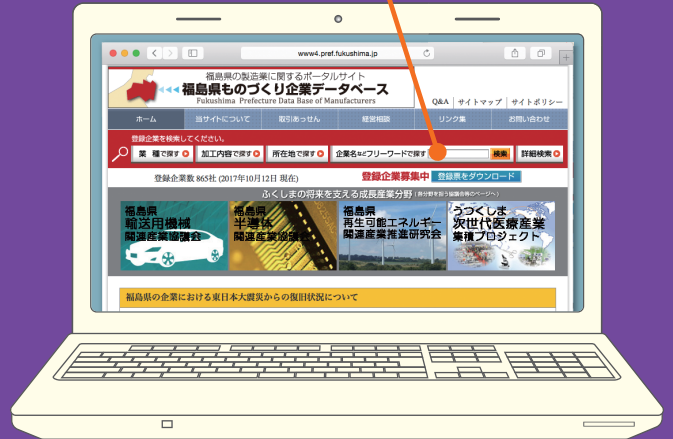 www4.pref.fukushima.jp
福島県の製造業に関するポータルサイト
福島県ものづくり企業データベース
Fukushima Prefecture Data Base of Manufacturers
Q&A | サイトマップ | サイトポリシー
ホーム 当サイトについて 取引あっせん 経営相談 リンク集 お問い合わせ
登録企業を検索してください。
業 種で探す 加工内容で探す 所在地で探す 企業名などフリーワードで探す 検索 詳細検索
登録企業数 865社 (2017年10月12日 現在) 登録企業募集中 登録票をダウンロード
ふくしまの将来を支える成長産業分野 (各分野を担う協議会等のページへ)
福島県
輸送用機械
関連産業協議会
福島県
半導体
関連産業協議会
福島県
再生可能エネルギー
関連産業推進研究会
うつくしま
次世代医療産業
集積プロジェクト
福島県の企業における東日本大震災からの復旧状況について